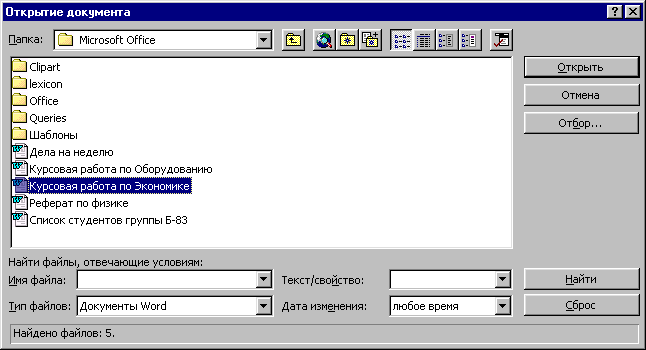 Открытие документа
Папка: Microsoft Office
Clipart
lexicon
Office
Queries
Шаблоны
Дела на неделю
Курсовая работа по Оборудованию
Курсовая работа по Экономике
Реферат по физике
Список студентов группы Б-83
Открыть
Отмена
Отбор...
Найти файлы, отвечающие условиям:
Имя файла: Текст/свойство: Найти
Тип файлов: Документы Word Дата изменения: любое время Сброс
Найдено файлов: 5.